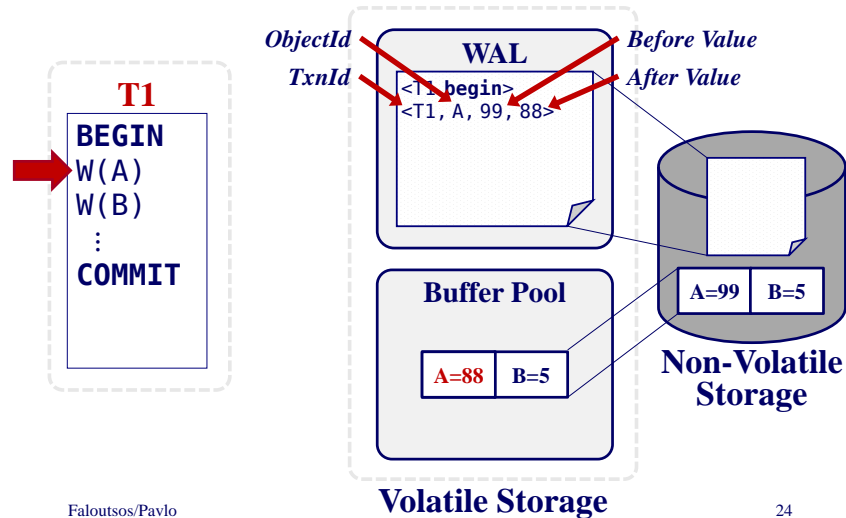 T1
BEGIN
W(A)
W(B)
⋮
COMMIT
ObjectId
TxnId
WAL
Before Value
After Value
<T1 begin>
<T1, A, 99, 88>
Buffer Pool
A=88 B=5
A=99 B=5
Non-Volatile
Storage
Volatile Storage
Faloutsos/Pavlo
24